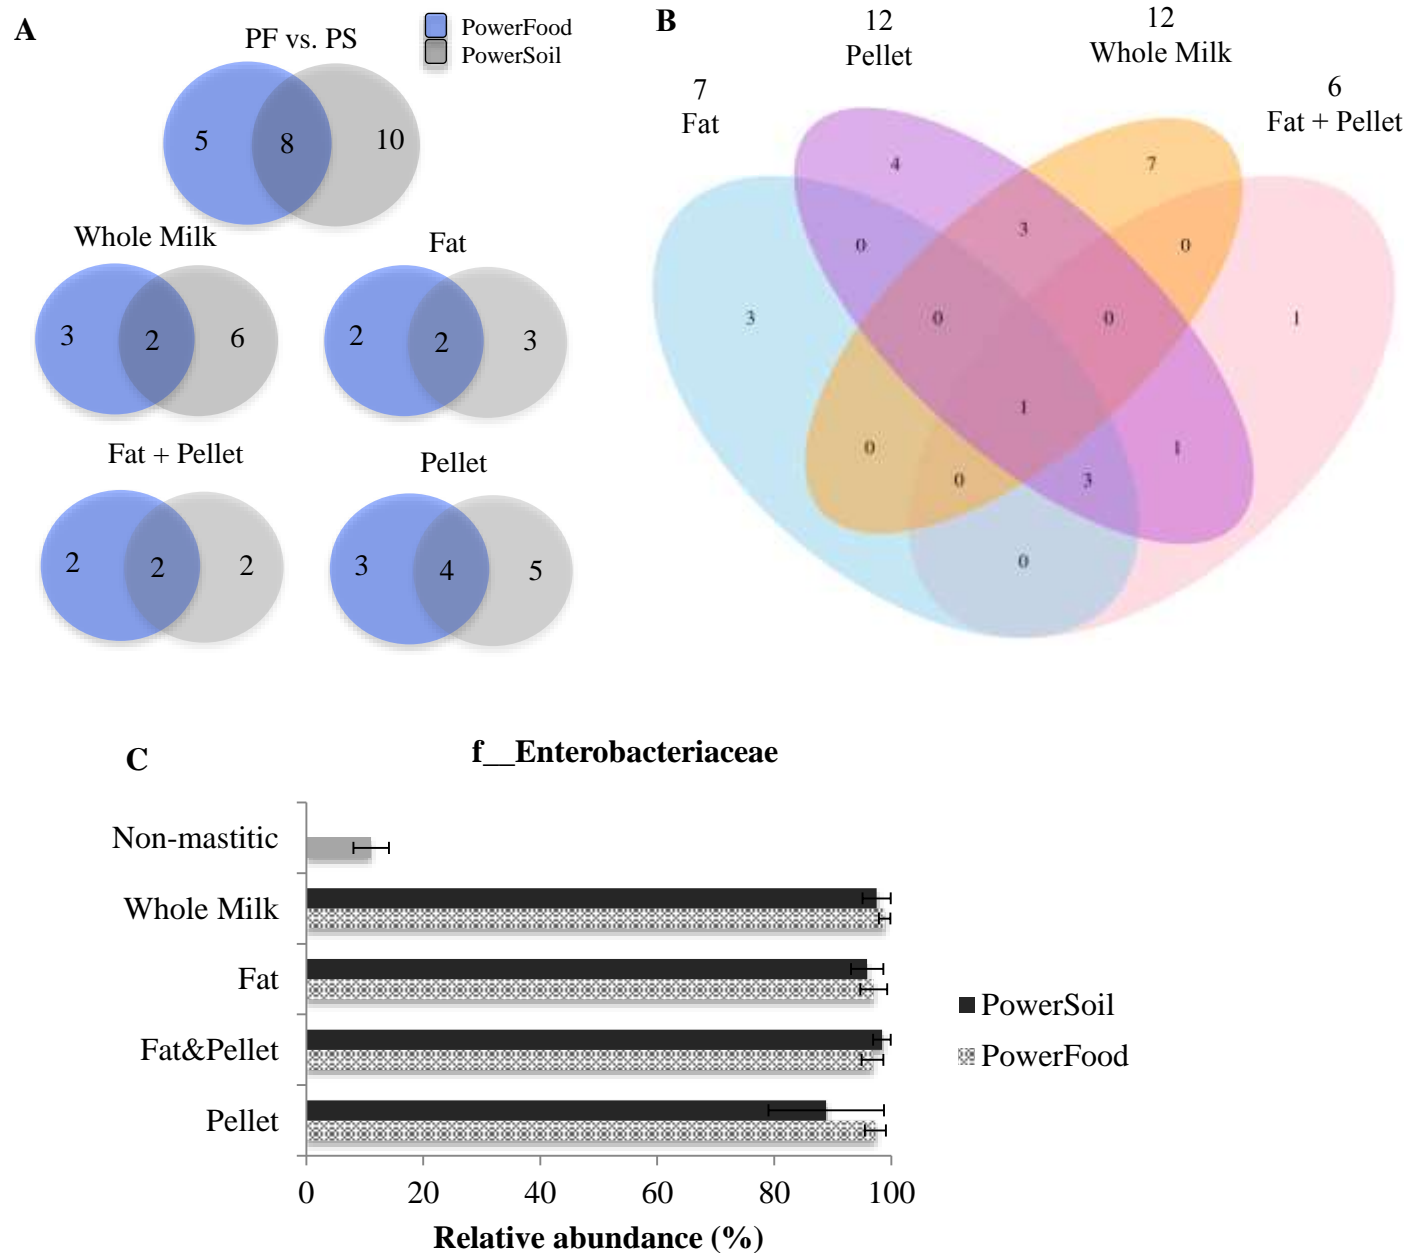 A
PF vs. PS
PowerFood
PowerSoil
5
8
10
Whole Milk
3
2
6
Fat
2
2
3
Fat + Pellet
2
2
2
Pellet
3
4
5
B
12
Pellet
12
Whole Milk
7
Fat
6
Fat + Pellet
4
7
3
0
0
3
0
0
1
1
0
1
0
3
0
C
f__Enterobacteriaceae
Non-mastitic
Whole Milk
Fat
Fat&Pellet
Pellet
PowerSoil
PowerFood
0
20
40
60
80
100
Relative abundance (%)